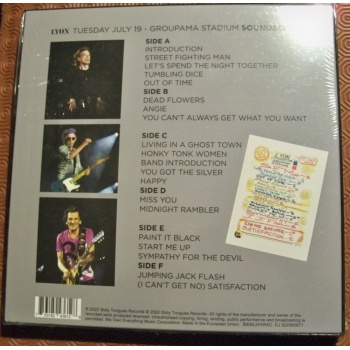 LYON TUESDAY JULY 19 - GROUPAMA STADIUM
SIDE A
INTRODUCTION
STREET FIGHTING MAN
LET'S SPEND THE NIGHT TOGETHER
TUMBLING DICE
OUT OF TIME
SIDE B
DEAD FLOWERS
ANGIE
YOU CAN'T ALWAYS GET WHAT YOU WANT
SIDE C
LIVING IN A GHOST TOWN
HONKY TONK WOMEN
BAND INTRODUCTION
YOU GOT THE SILVER
HAPPY
SIDE D
MISS YOU
MIDNIGHT RAMBLER
SIDE E
PAINT IT BLACK
START ME UP
SYMPATHY FOR THE DEVIL
SIDE F
JUMPING JACK FLASH
(I CAN'T GET NO) SATISFACTION
LYON
SATISFACTION